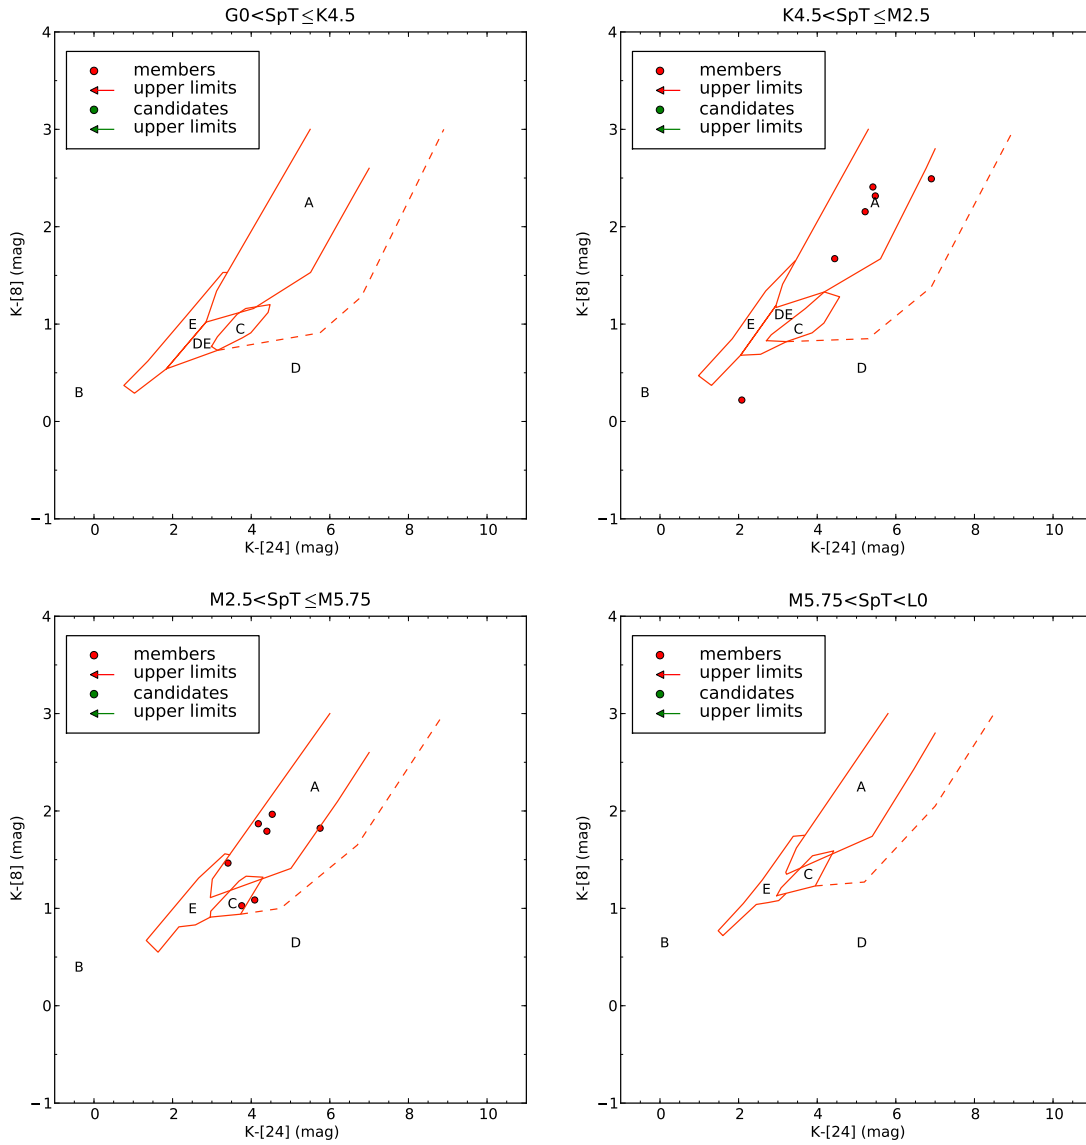 G0<SpT≤K4.5
members
upper limits
candidates
upper limits
A
E
C
DE
D
B
4
3
2
1
0
−1
0 2 4 6 8 10
K-[8] (mag)
K-[24] (mag)
K4.5<SpT≤M2.5
members
upper limits
candidates
upper limits
A
DE
E
C
D
B
4
3
2
1
0
−1
0 2 4 6 8 10
K-[8] (mag)
K-[24] (mag)
M2.5<SpT≤M5.75
members
upper limits
candidates
upper limits
A
C
E
D
B
4
3
2
1
0
−1
0 2 4 6 8 10
K-[8] (mag)
K-[24] (mag)
M5.75<SpT<L0
members
upper limits
candidates
upper limits
A
C
E
B
D
4
3
2
1
0
−1
0 2 4 6 8 10
K-[8] (mag)
K-[24] (mag)